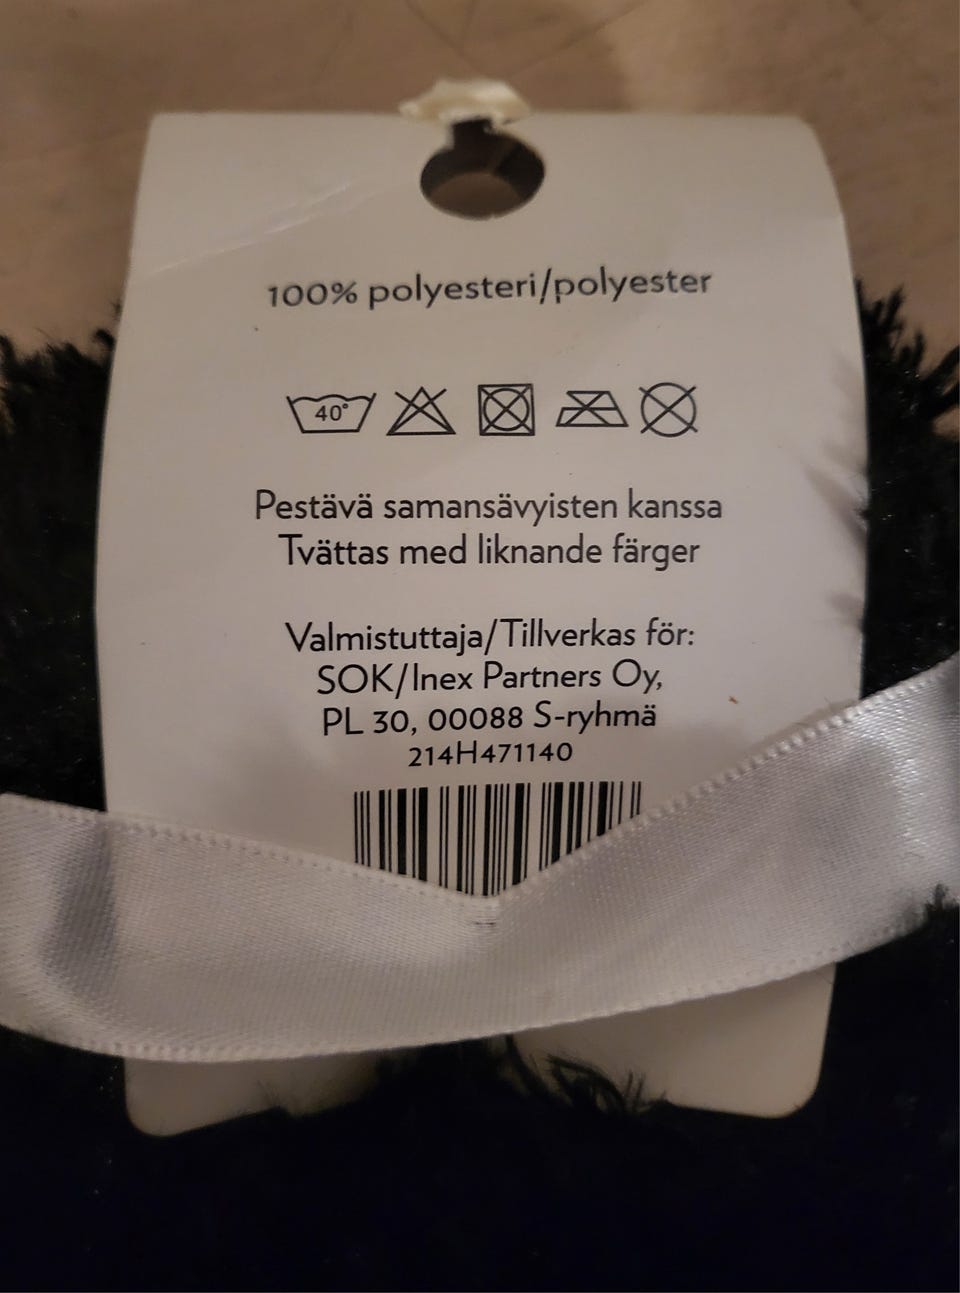 100% polyesteri/polyester
40°
Pestävä samansävyisten kanssa
Tvättas med liknande färger
Valmistuttaja/Tillverkas för:
SOK/Inex Partners Oy,
PL 30, 00088 S-ryhmä
214H471140